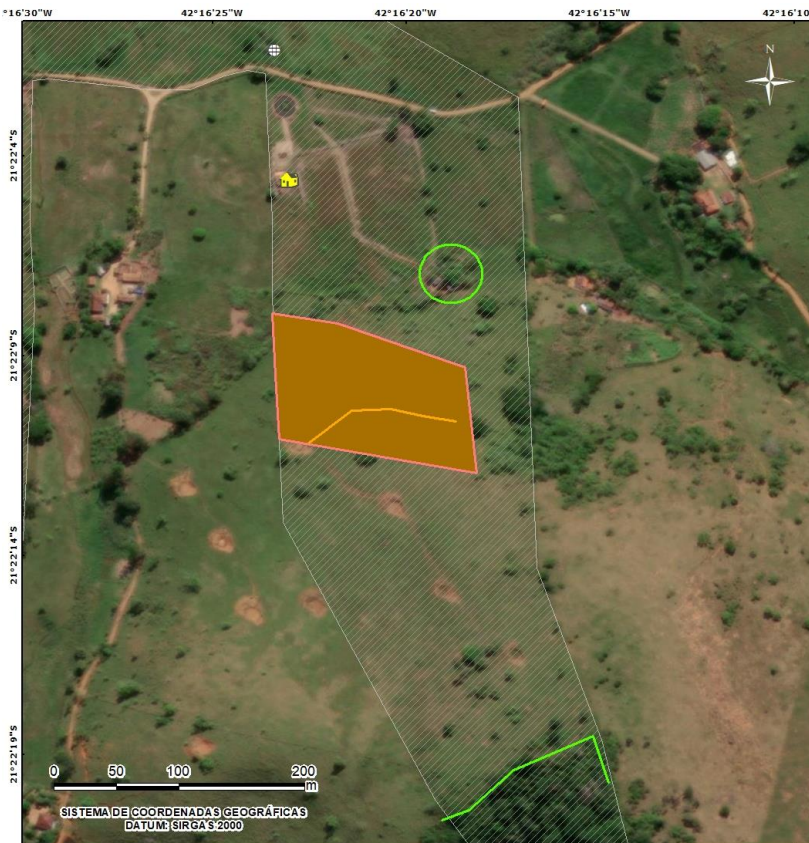 °16'30"W 42°16'25"W 42°16'20"W 42°16'15"W 42°16'10"
N
21°22'4"S
21°22'9"S
21°22'14"S
21°22'19"S
0 50 100 200
m
SISTEMA DE COORDENADAS GEOGRÁFICAS
DATUM: SIRGAS 2000